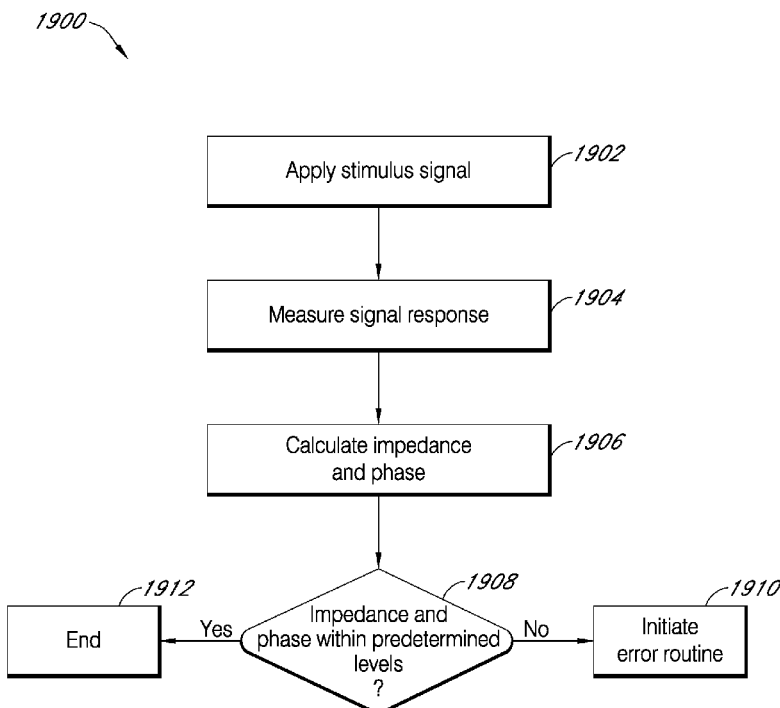 1900
Apply stimulus signal
1902
Measure signal response
1904
Calculate impedance
and phase
1906
1912
End
Yes
1908
Impedance and
phase within predetermined
levels
?
No
1910
Initiate
error routine